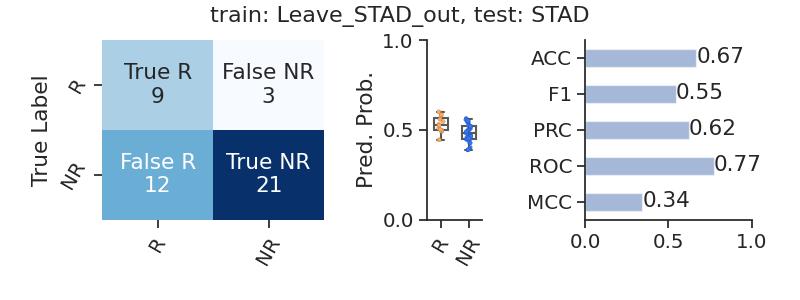 train: Leave_STAD_out, test: STAD
True Label
R
NR
True R
9
False NR
3
False R
12
True NR
21
R
NR
Pred. Prob.
1.0
0.5
0.0
R
NR
ACC
0.67
F1
0.55
PRC
0.62
ROC
0.77
MCC
0.34
0.0
0.5
1.0